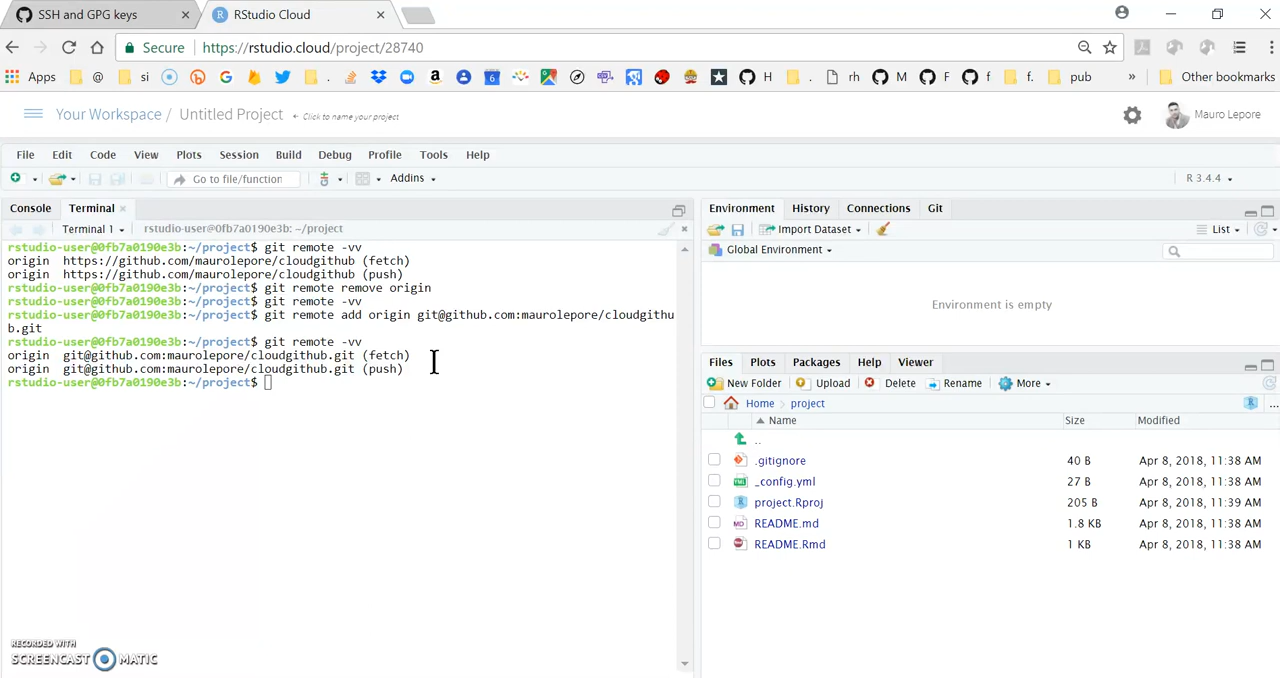 SSH and GPG keys
RStudio Cloud
Secure
https://rstudio.cloud/project/28740
Apps
@
si
.
H
.
rh
M
F
f
f.
pub
»
Other bookmarks
Your Workspace / Untitled Project ← Click to name your project
Mauro Lepore
File Edit Code View Plots Session Build Debug Profile Tools Help
Go to file/function
Addins
R 3.4.4
Console Terminal
Terminal 1
rstudio-user@0fb7a0190e3b: ~/project
rstudio-user@0fb7a0190e3b:~/project$ git remote -vv
origin https://github.com/maurolepore/cloudgithub (fetch)
origin https://github.com/maurolepore/cloudgithub (push)
rstudio-user@0fb7a0190e3b:~/project$ git remote remove origin
rstudio-user@0fb7a0190e3b:~/project$ git remote -vv
rstudio-user@0fb7a0190e3b:~/project$ git remote add origin git@github.com:maurolepore/cloudgithu
b.git
rstudio-user@0fb7a0190e3b:~/project$ git remote -vv
origin git@github.com:maurolepore/cloudgithub.git (fetch)
origin git@github.com:maurolepore/cloudgithub.git (push)
rstudio-user@0fb7a0190e3b:~/project$
RECORDED WITH
SCREENCAST MATIC
Environment History Connections Git
Import Dataset
List
Global Environment
Environment is empty
Files Plots Packages Help Viewer
New Folder Upload Delete Rename More
Home project
...
Name Size Modified
..
.gitignore 40 B Apr 8, 2018, 11:38 AM
_config.yml 27 B Apr 8, 2018, 11:38 AM
project.Rproj 205 B Apr 8, 2018, 11:39 AM
README.md 1.8 KB Apr 8, 2018, 11:38 AM
README.Rmd 1 KB Apr 8, 2018, 11:38 AM